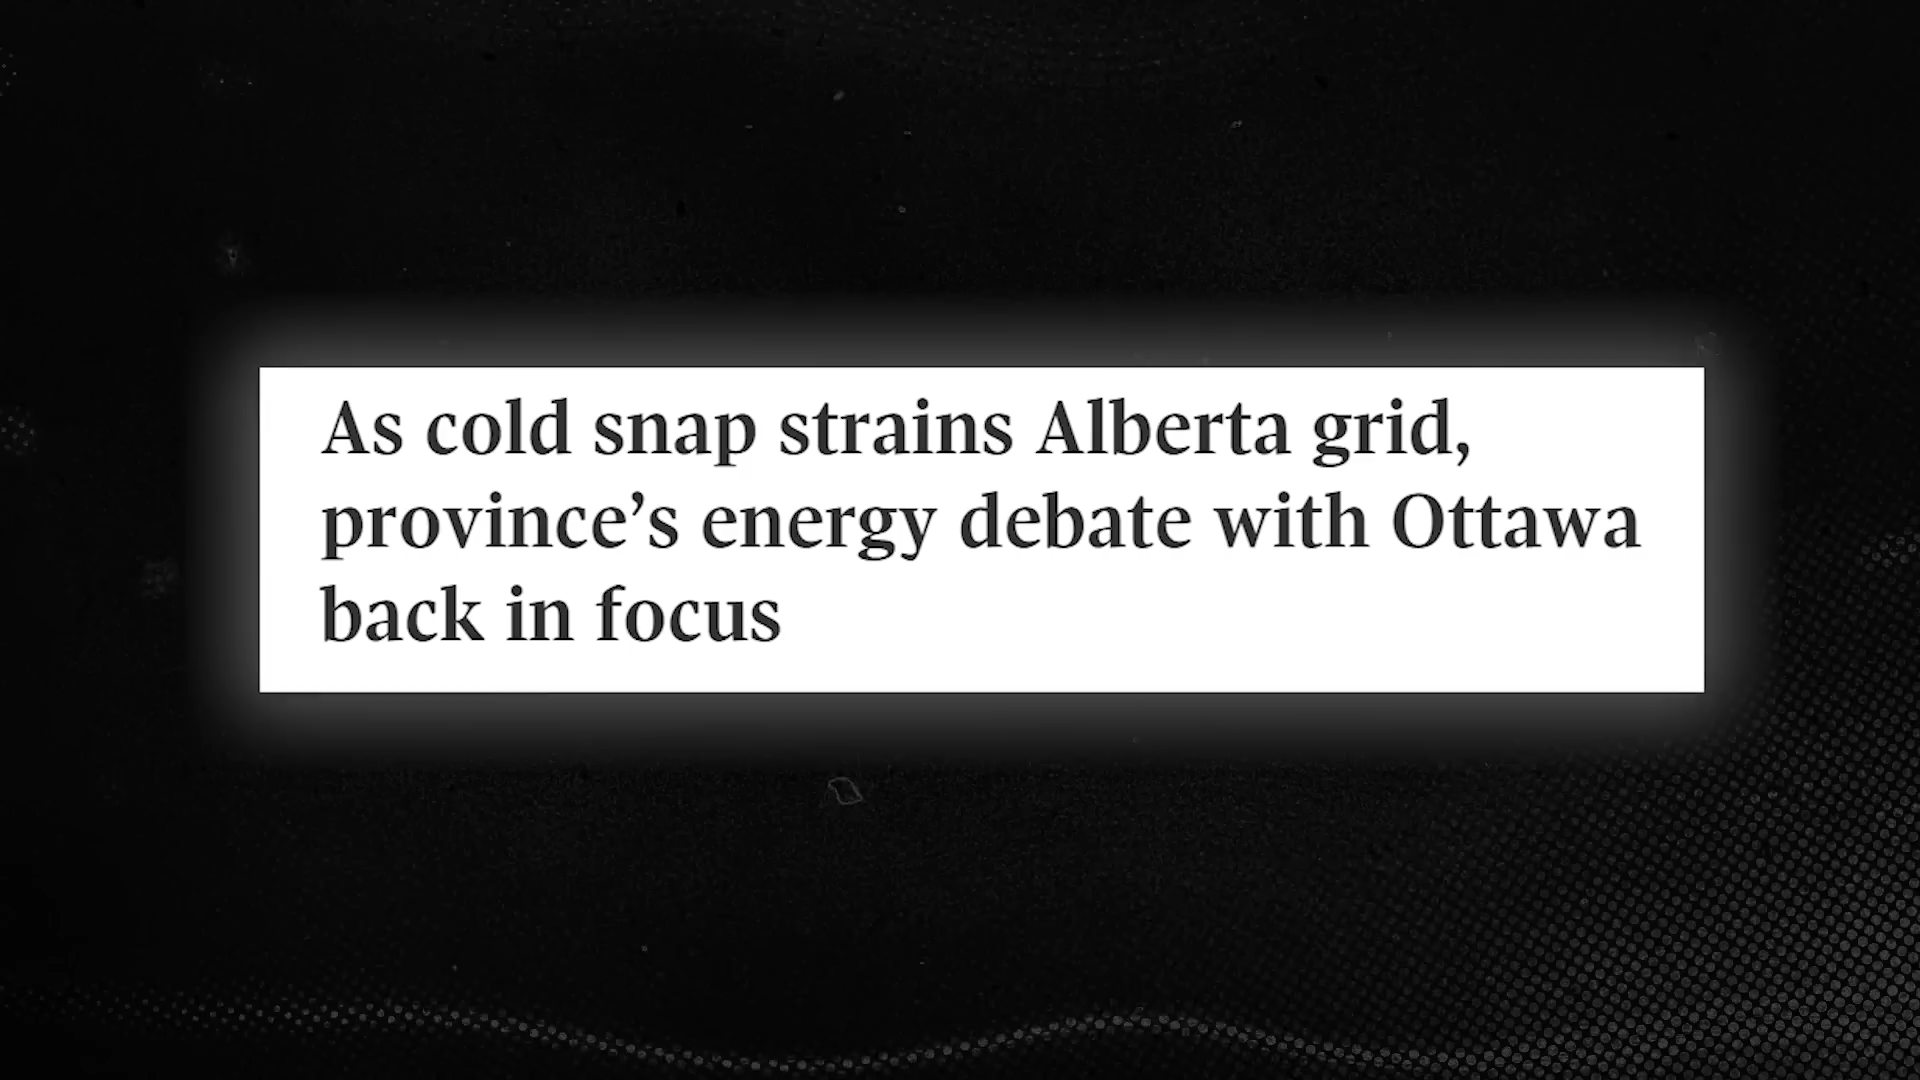 As cold snap strains Alberta grid,
province’s energy debate with Ottawa
back in focus